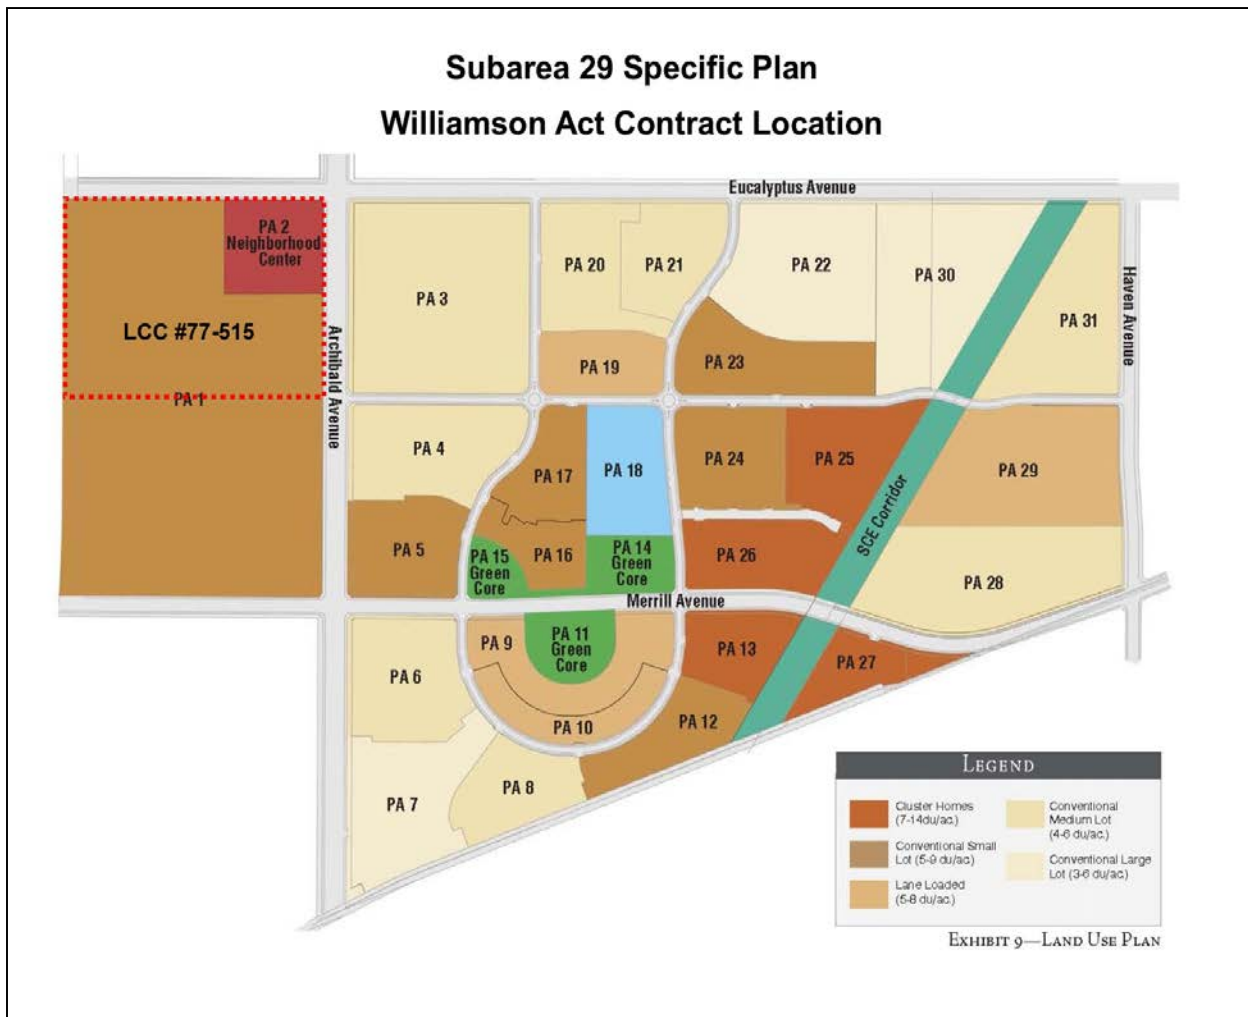 Subarea 29 Specific Plan
Williamson Act Contract Location
Eucalyptus Avenue
PA 2
Neighborhood
Center
PA 20
PA 21
PA 22
PA 30
PA 3
Haven Avenue
LCC #77-515
Archibald Avenue
PA 31
PA 19
PA 23
PA 1
PA 4
PA 17
PA 18
PA 24
PA 25
PA 29
SCE Corridor
PA 5
PA 15
Green
Core
PA 16
PA 14
Green
Core
PA 26
PA 28
Merrill Avenue
PA 9
PA 11
Green
Core
PA 13
PA 27
PA 6
PA 10
PA 12
PA 7
PA 8
LEGEND
Cluster Homes
(7-14du/ac.)
Conventional Small
Lot (5-9 du/ac.)
Lane Loaded
(5-8 du/ac.)
Conventional
Medium Lot
(4-6 du/ac.)
Conventional Large
Lot (3-6 du/ac.)
EXHIBIT 9—LAND USE PLAN